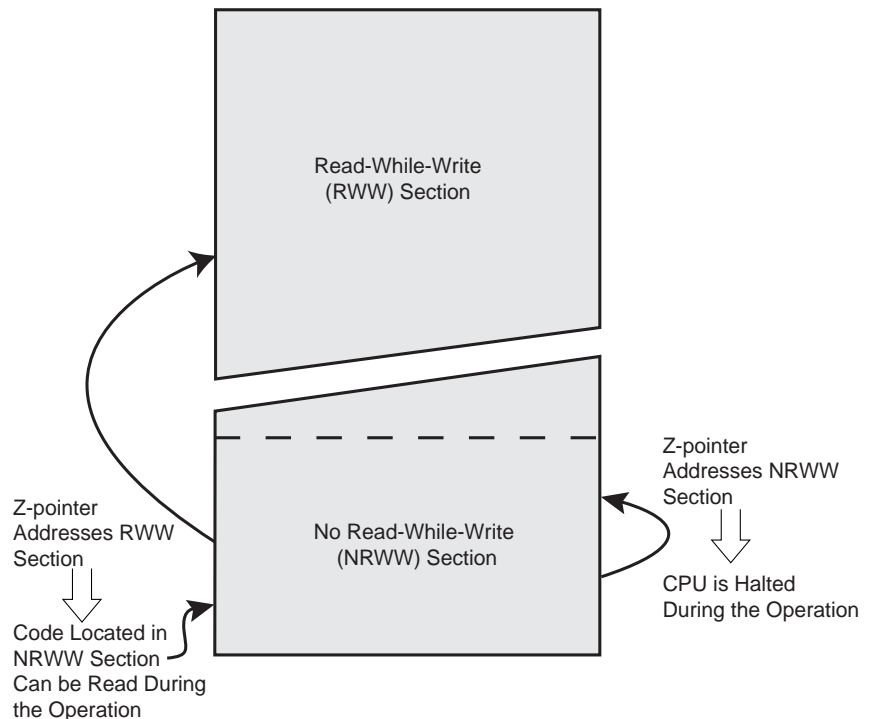 Read-While-Write
(RWW) Section
Z-pointer
Addresses NRWW
Section
Z-pointer
Addresses RWW
Section
No Read-While-Write
(NRWW) Section
CPU is Halted
During the Operation
Code Located in
NRWW Section
Can be Read During
the Operation